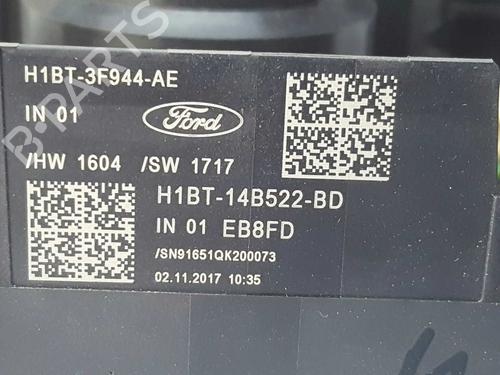 H1BT-3F944-AE
IN 01
Ford
/HW 1604 /SW 1717
H1BT-14B522-BD
IN 01 EB8FD
/SN91651QK200073
02.11.2017 10:35
B-PARTS